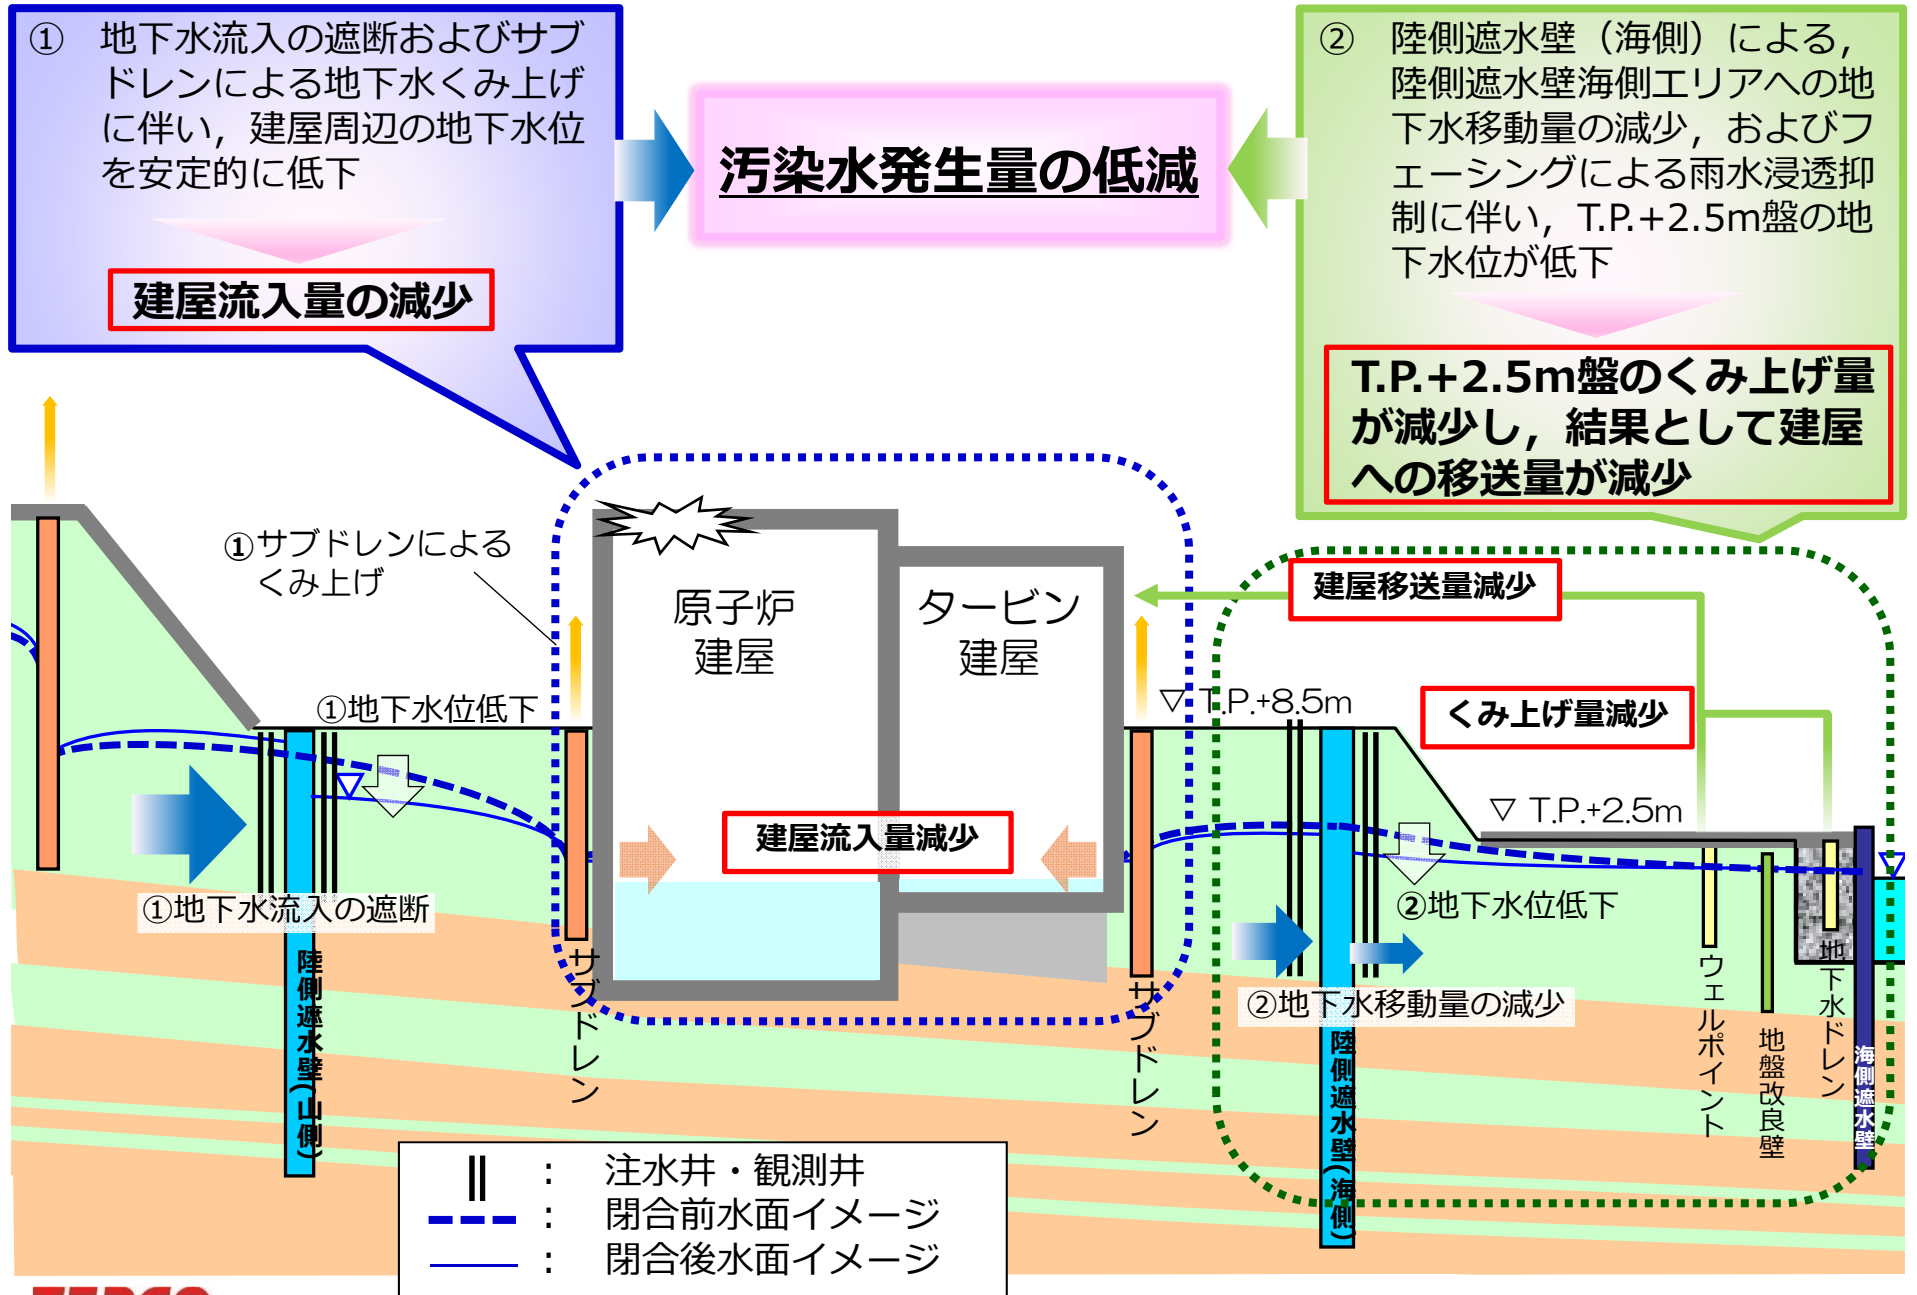 ① 地下水流入の遮断およびサブ
ドレンによる地下水くみ上げ
に伴い，建屋周辺の地下水位
を安定的に低下
建屋流入量の減少
汚染水発生量の低減
② 陸側遮水壁（海側）による，
陸側遮水壁海側エリアへの地
下水移動量の減少，およびフ
ェーシングによる雨水浸透抑
制に伴い，T.P.+2.5m盤の地
下水位が低下
T.P.+2.5m盤のくみ上げ量
が減少し，結果として建屋
への移送量が減少
①サブドレンによる
くみ上げ
原子炉
建屋
タービン
建屋
建屋移送量減少
①地下水位低下
▽ T.P.+8.5m
くみ上げ量減少
▽ T.P.+2.5m
建屋流入量減少
①地下水流入の遮断
②地下水位低下
②地下水移動量の減少
陸側遮水壁(山側)
サブドレン
サブドレン
陸側遮水壁(海側)
ウェルポイント
地盤改良壁
地下水ドレン
海側遮水壁
： 注水井・観測井
： 閉合前水面イメージ
： 閉合後水面イメージ
TEPCO